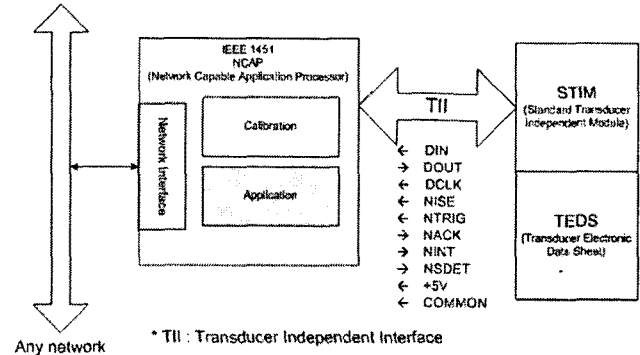 IEEE 1451
NCAP
(Network Capable Application Processor)
Network Interface
Calibration
Application
TII
← DIN
→ DOUT
← DCLK
← NISE
← NTRIG
→ NACK
→ NINT
→ NSDET
← +5V
← COMMON
STIM
(Standard Transducer
Independent Module)
TEDS
(Transducer Electronic
Data Sheet)
Any network
* TII : Transducer Independent Interface